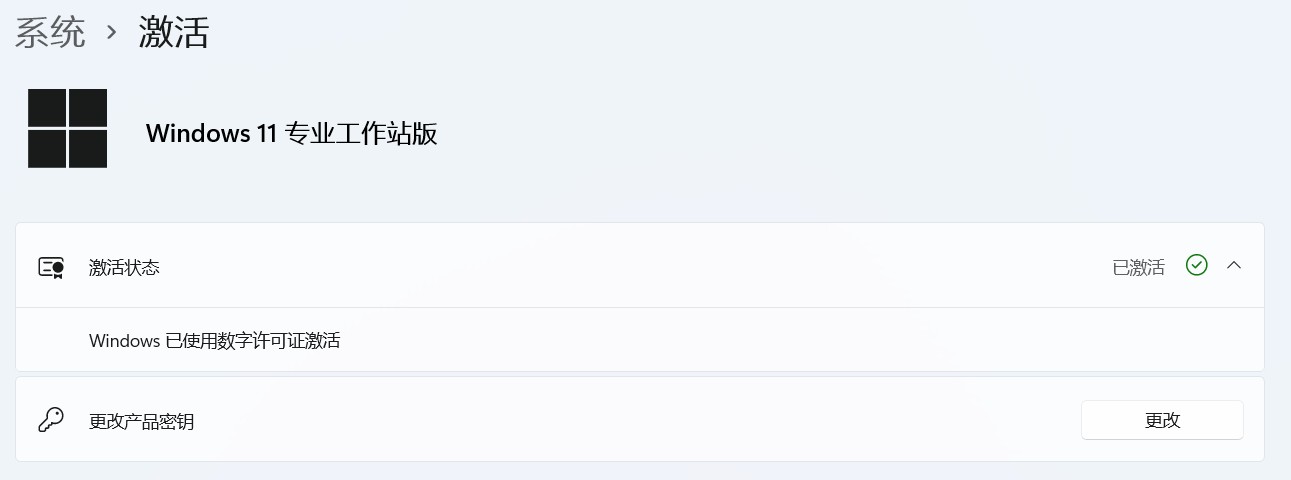 系统 › 激活
Windows 11 专业工作站版
激活状态 已激活
Windows 已使用数字许可证激活
更改产品密钥 更改